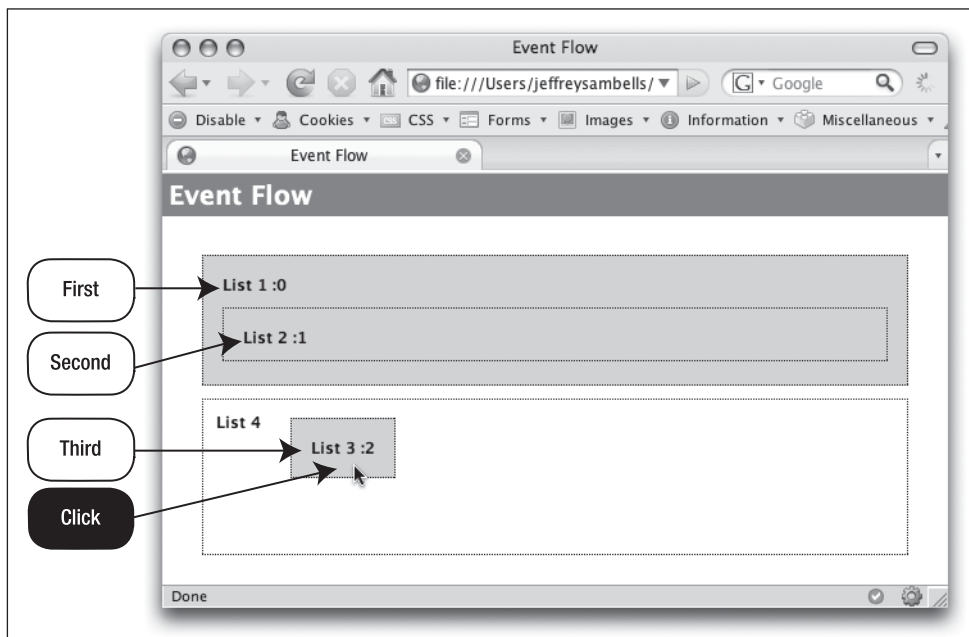 Event Flow
file:///Users/jeffreysambells/
G Google
Disable Cookies CSS Forms Images Information Miscellaneous
Event Flow
Event Flow
First
List 1 :0
Second
List 2 :1
List 4
Third
List 3 :2
Click
Done